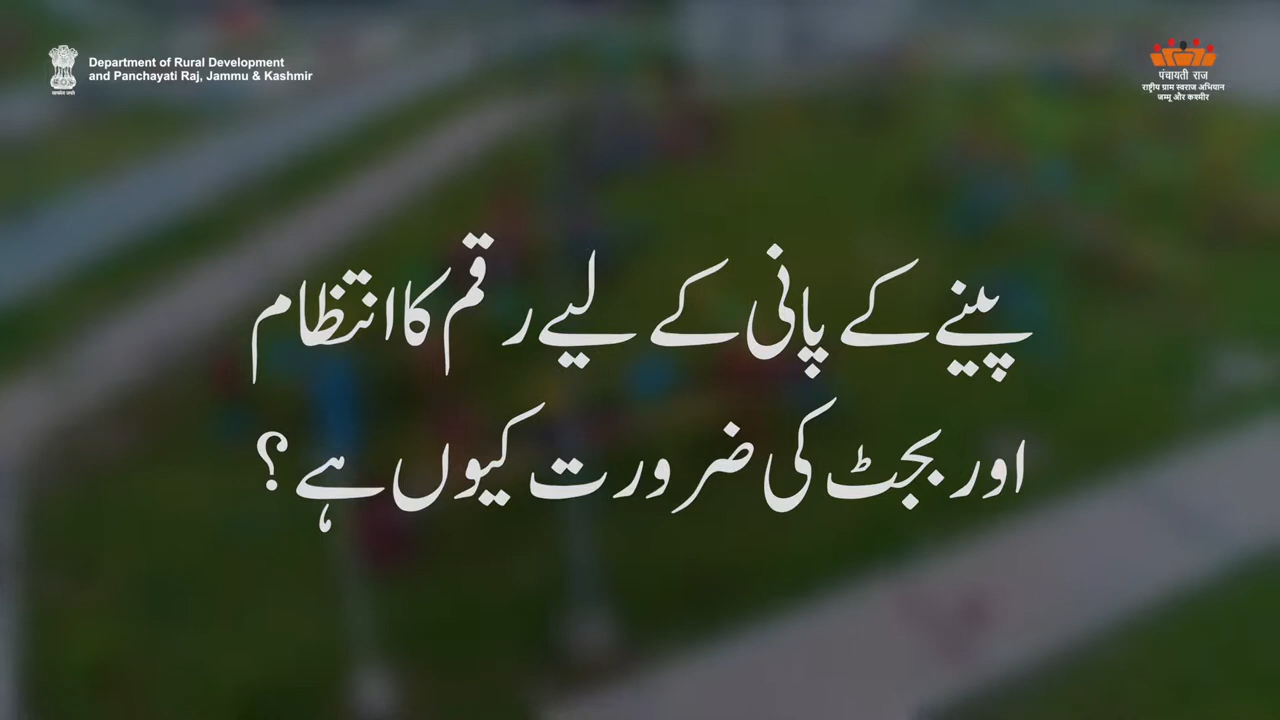 Department of Rural Development
and Panchayati Raj, Jammu & Kashmir
पंचायती राज
राष्ट्रीय ग्राम स्वराज अभियान
जम्मू और कश्मीर
پینے کے پانی کے لیے رقم کا انتظام
اور بجٹ کی ضرورت کیوں ہے؟